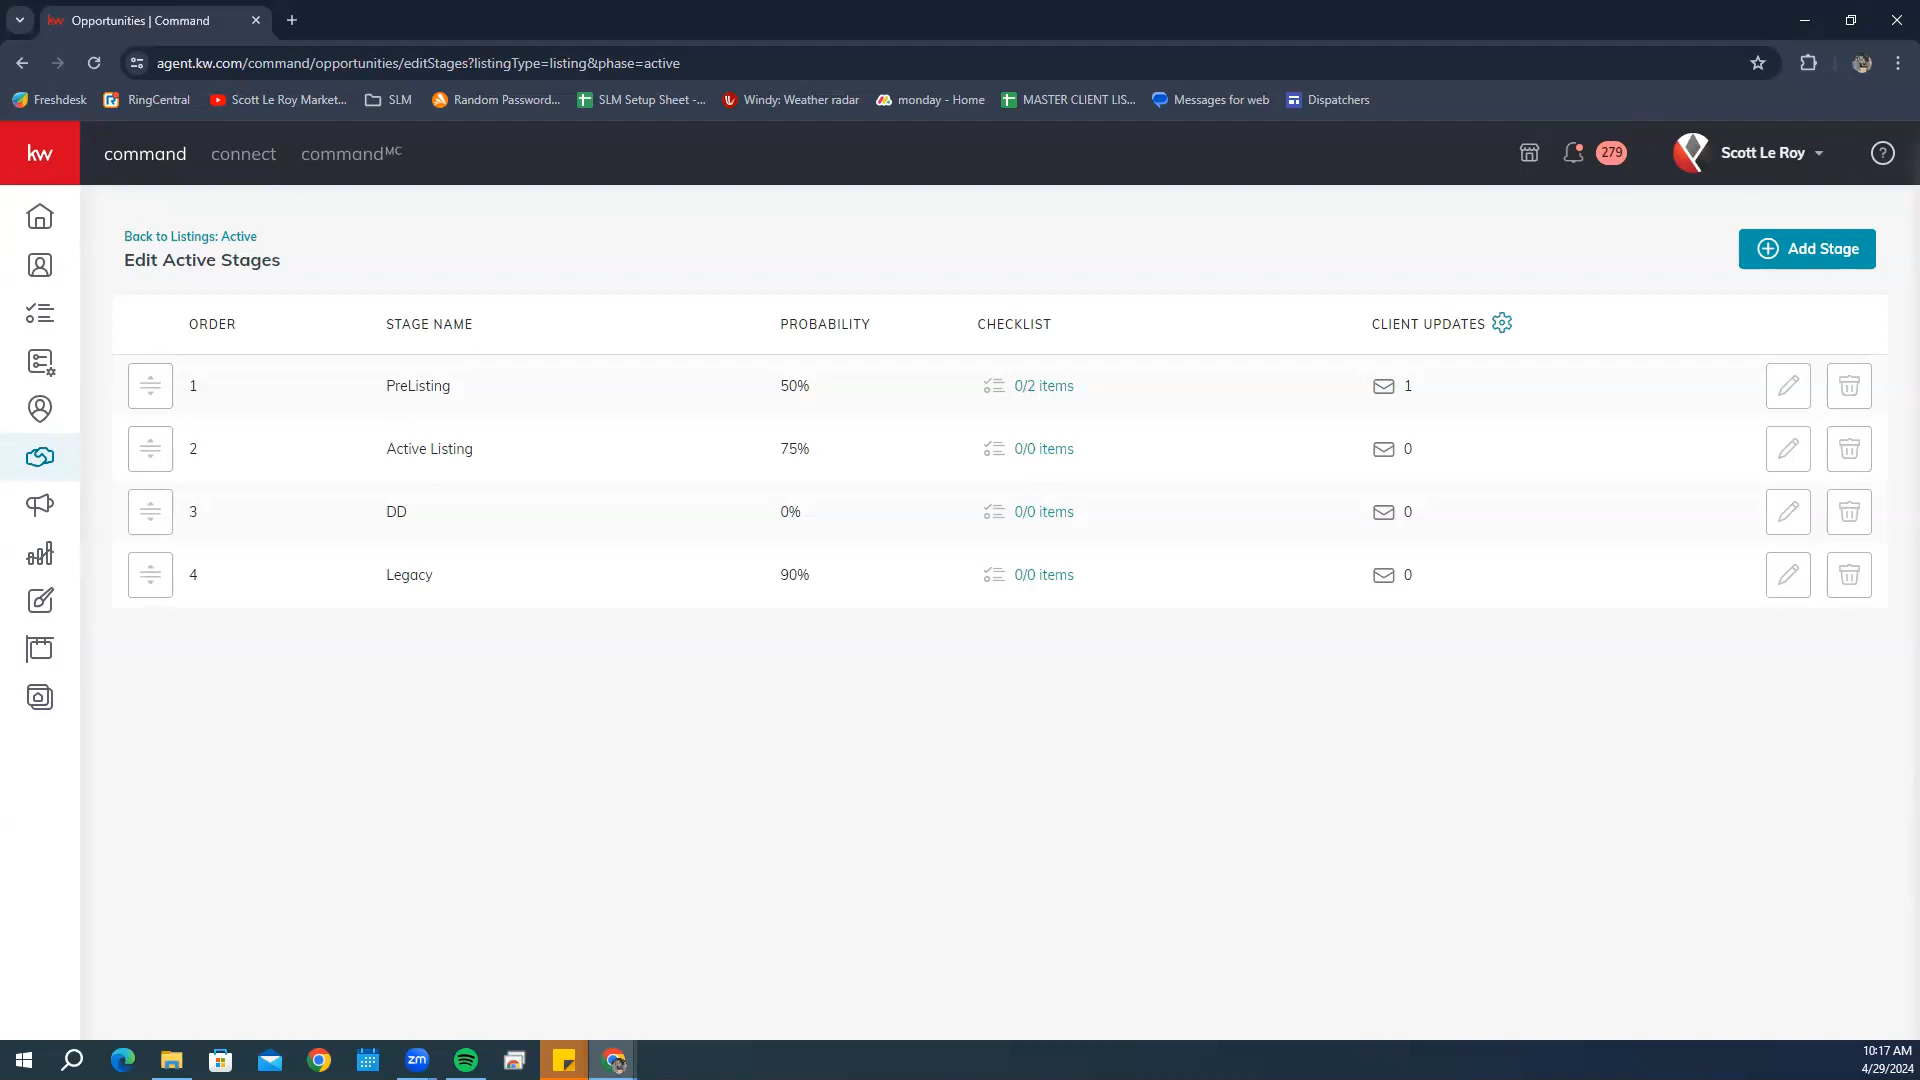 Opportunities | Command
agent.kw.com/command/opportunities/editStages?listingType=listing&phase=active
Freshdesk RingCentral Scott Le Roy Market... SLM Random Password... SLM Setup Sheet -... Windy: Weather radar monday - Home MASTER CLIENT LIS... Messages for web Dispatchers
kw command connect commandMC 279 Scott Le Roy ?
Back to Listings: Active
Edit Active Stages
Add Stage
ORDER STAGE NAME PROBABILITY CHECKLIST CLIENT UPDATES
1 PreListing 50% 0/2 items 1
2 Active Listing 75% 0/0 items 0
3 DD 0% 0/0 items 0
4 Legacy 90% 0/0 items 0
zm
10:17 AM
4/29/2024